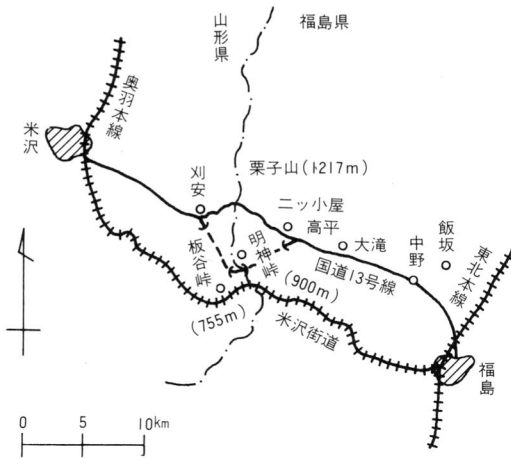 山形県
福島県
奥羽本線
米沢
刈安
栗子山(1217m)
二ッ小屋
高平
大滝
中野
飯坂
東北本線
国道13号線
明神峠
(900m)
板谷峠
(755m)
米沢街道
福島
0 5 10km